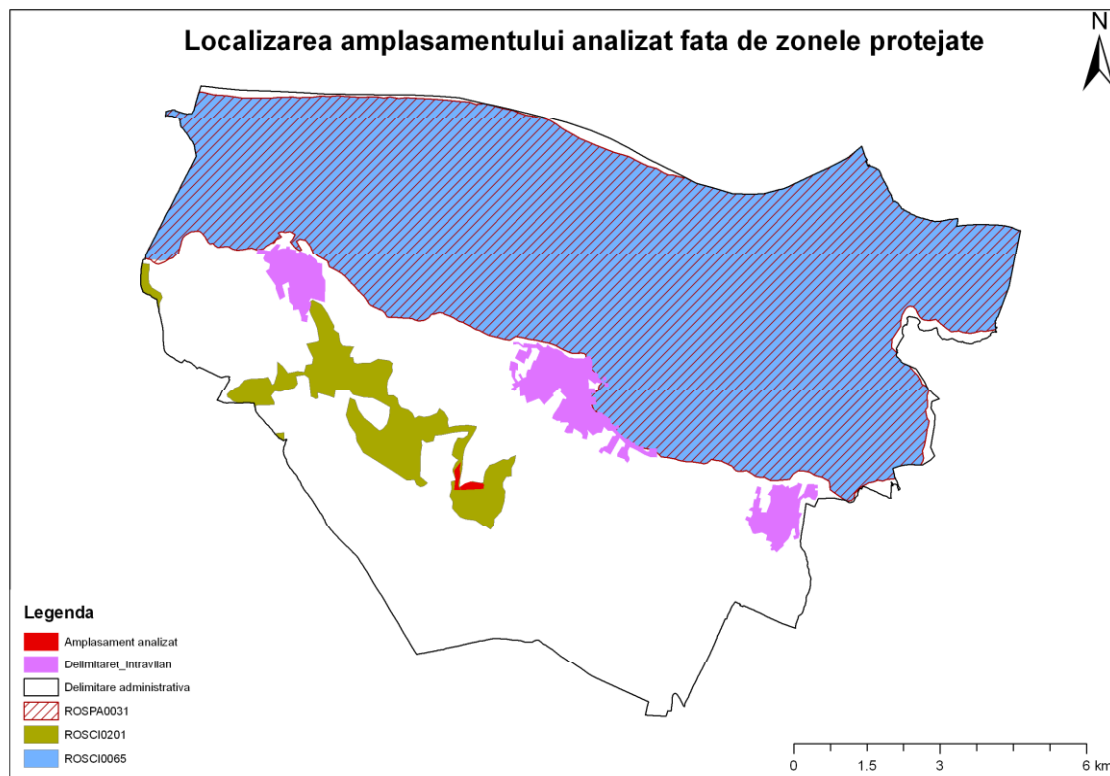 Localizarea amplasamentului analizat fata de zonele protejate
N
Legenda
Amplasament analizat
Delimitaret_intravilan
Delimitare administrativa
ROSPA0031
ROSCI0201
ROSCI0065
0 1.5 3 6 km